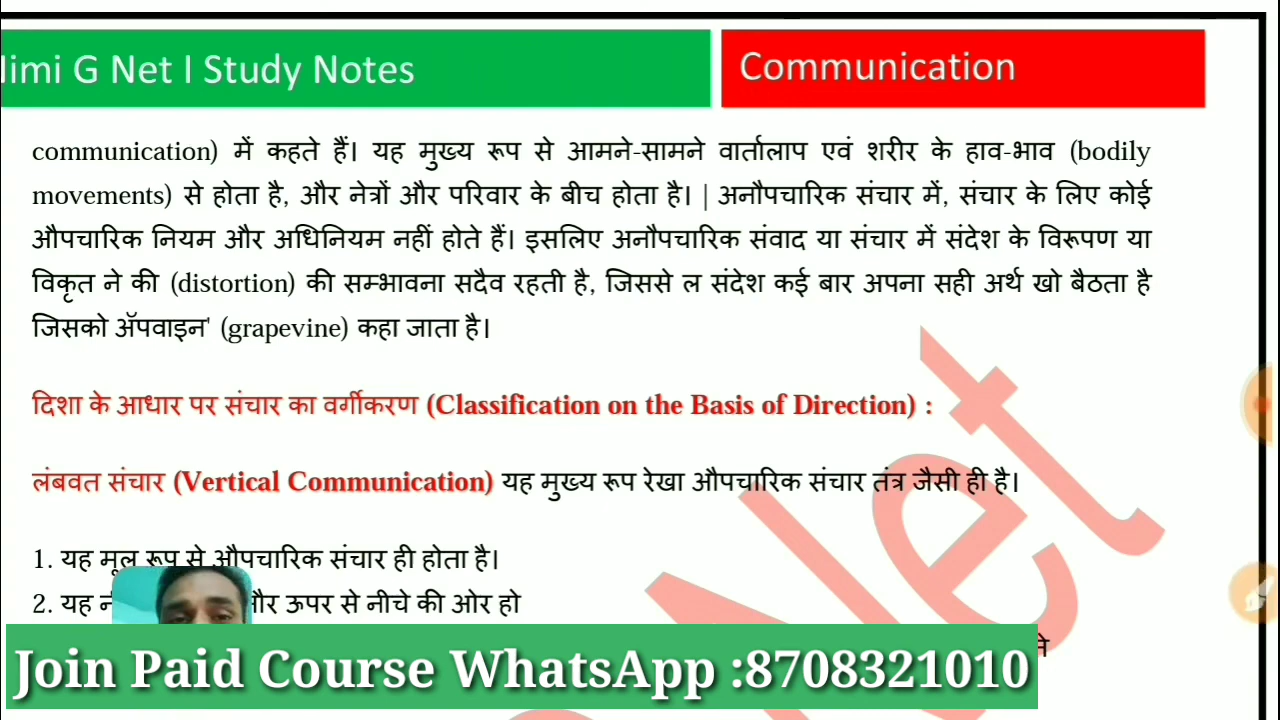 imi G Net I Study Notes
Communication
communication) में कहते हैं। यह मुख्य रूप से आमने-सामने वार्तालाप एवं शरीर के हाव-भाव (bodily
movements) से होता है, और नेत्रों और परिवार के बीच होता है। | अनौपचारिक संचार में, संचार के लिए कोई
औपचारिक नियम और अधिनियम नहीं होते हैं। इसलिए अनौपचारिक संवाद या संचार में संदेश के विरूपण या
विकृत ने की (distortion) की सम्भावना सदैव रहती है, जिससे ल संदेश कई बार अपना सही अर्थ खो बैठता है
जिसको ॲपवाइन' (grapevine) कहा जाता है।
दिशा के आधार पर संचार का वर्गीकरण (Classification on the Basis of Direction) :
लंबवत संचार (Vertical Communication) यह मुख्य रूप रेखा औपचारिक संचार तंत्र जैसी ही है।
1. यह मूल रूप से औपचारिक संचार ही होता है।
2. यह ऊपर से नीचे की ओर हो
Join Paid Course WhatsApp :8708321010
Net